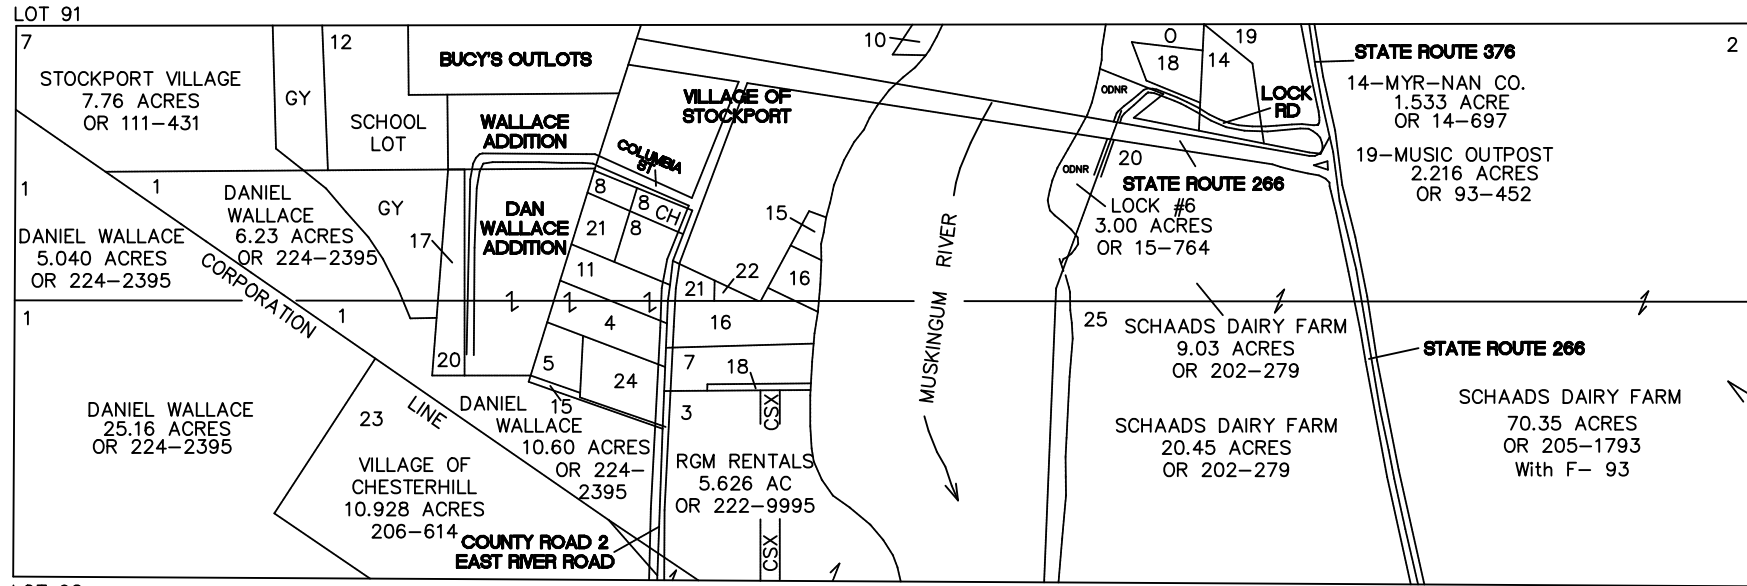 LOT 91
7
STOCKPORT VILLAGE
7.76 ACRES
OR 111-431
GY
12
SCHOOL
LOT
BUCY'S OUTLOTS
WALLACE
ADDITION
VILLAGE OF
STOCKPORT
COLUMBIA
ST
10
O
18
14
19
ODNR
LOCK
RD
STATE ROUTE 376
14-MYR-NAN CO.
1.533 ACRE
OR 14-697
19-MUSIC OUTPOST
2.216 ACRES
OR 93-452
2
1
DANIEL WALLACE
5.040 ACRES
OR 224-2395
1
DANIEL
WALLACE
6.23 ACRES
OR 224-2395
GY
17
DAN
WALLACE
ADDITION
8
8 CH
21
8
11
4
5
24
15
15
16
22
21
16
7
18
3
ODNR
20
STATE ROUTE 266
LOCK #6
3.00 ACRES
OR 15-764
MUSKINGUM RIVER
CORPORATION
LINE
1
1
20
DANIEL WALLACE
25.16 ACRES
OR 224-2395
23
VILLAGE OF
CHESTERHILL
10.928 ACRES
206-614
DANIEL
WALLACE
10.60 ACRES
OR 224-
2395
COUNTY ROAD 2
EAST RIVER ROAD
CSX
RGM RENTALS
5.626 AC
OR 222-9995
CSX
25
SCHAADS DAIRY FARM
9.03 ACRES
OR 202-279
SCHAADS DAIRY FARM
20.45 ACRES
OR 202-279
STATE ROUTE 266
SCHAADS DAIRY FARM
70.35 ACRES
OR 205-1793
With F- 93